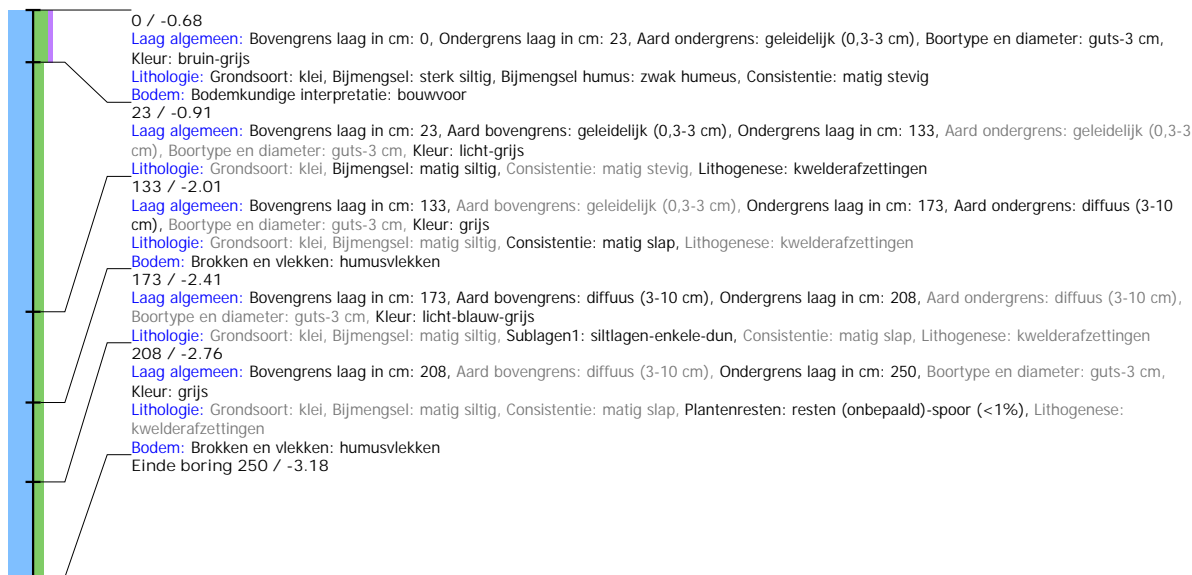 0 / -0.68
Laag algemeen: Bovengrens laag in cm: 0, Ondergrens laag in cm: 23, Aard ondergrens: geleidelijk (0,3-3 cm), Boortype en diameter: guts-3 cm,
Kleur: bruin-grijs
Lithologie: Grondsoort: klei, Bijmengsel: sterk siltig, Bijmengsel humus: zwak humeus, Consistentie: matig stevig
Bodem: Bodemkundige interpretatie: bouwvoor
23 / -0.91
Laag algemeen: Bovengrens laag in cm: 23, Aard bovengrens: geleidelijk (0,3-3 cm), Ondergrens laag in cm: 133, Aard ondergrens: geleidelijk (0,3-3
cm), Boortype en diameter: guts-3 cm, Kleur: licht-grijs
Lithologie: Grondsoort: klei, Bijmengsel: matig siltig, Consistentie: matig stevig, Lithogenese: kwelderafzettingen
133 / -2.01
Laag algemeen: Bovengrens laag in cm: 133, Aard bovengrens: geleidelijk (0,3-3 cm), Ondergrens laag in cm: 173, Aard ondergrens: diffuus (3-10
cm), Boortype en diameter: guts-3 cm, Kleur: grijs
Lithologie: Grondsoort: klei, Bijmengsel: matig siltig, Consistentie: matig slap, Lithogenese: kwelderafzettingen
Bodem: Brokken en vlekken: humusvlekken
173 / -2.41
Laag algemeen: Bovengrens laag in cm: 173, Aard bovengrens: diffuus (3-10 cm), Ondergrens laag in cm: 208, Aard ondergrens: diffuus (3-10 cm),
Boortype en diameter: guts-3 cm, Kleur: licht-blauw-grijs
Lithologie: Grondsoort: klei, Bijmengsel: matig siltig, Sublagen1: siltlagen-enkele-dun, Consistentie: matig slap, Lithogenese: kwelderafzettingen
208 / -2.76
Laag algemeen: Bovengrens laag in cm: 208, Aard bovengrens: diffuus (3-10 cm), Ondergrens laag in cm: 250, Boortype en diameter: guts-3 cm,
Kleur: grijs
Lithologie: Grondsoort: klei, Bijmengsel: matig siltig, Consistentie: matig slap, Plantenresten: resten (onbepaald)-spoor (<1%), Lithogenese:
kwelderafzettingen
Bodem: Brokken en vlekken: humusvlekken
Einde boring 250 / -3.18